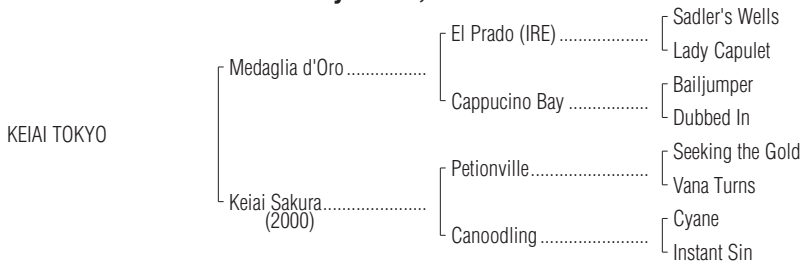 Sadler's Wells
El Prado (IRE) ...................
Lady Capulet
Medaglia d'Oro .................
Bailjumper
Cappucino Bay .................
Dubbed In
KEIAI TOKYO
Seeking the Gold
Petionville.........................
Vana Turns
Keiai Sakura......................
(2000)
Cyane
Canoodling .......................
Instant Sin